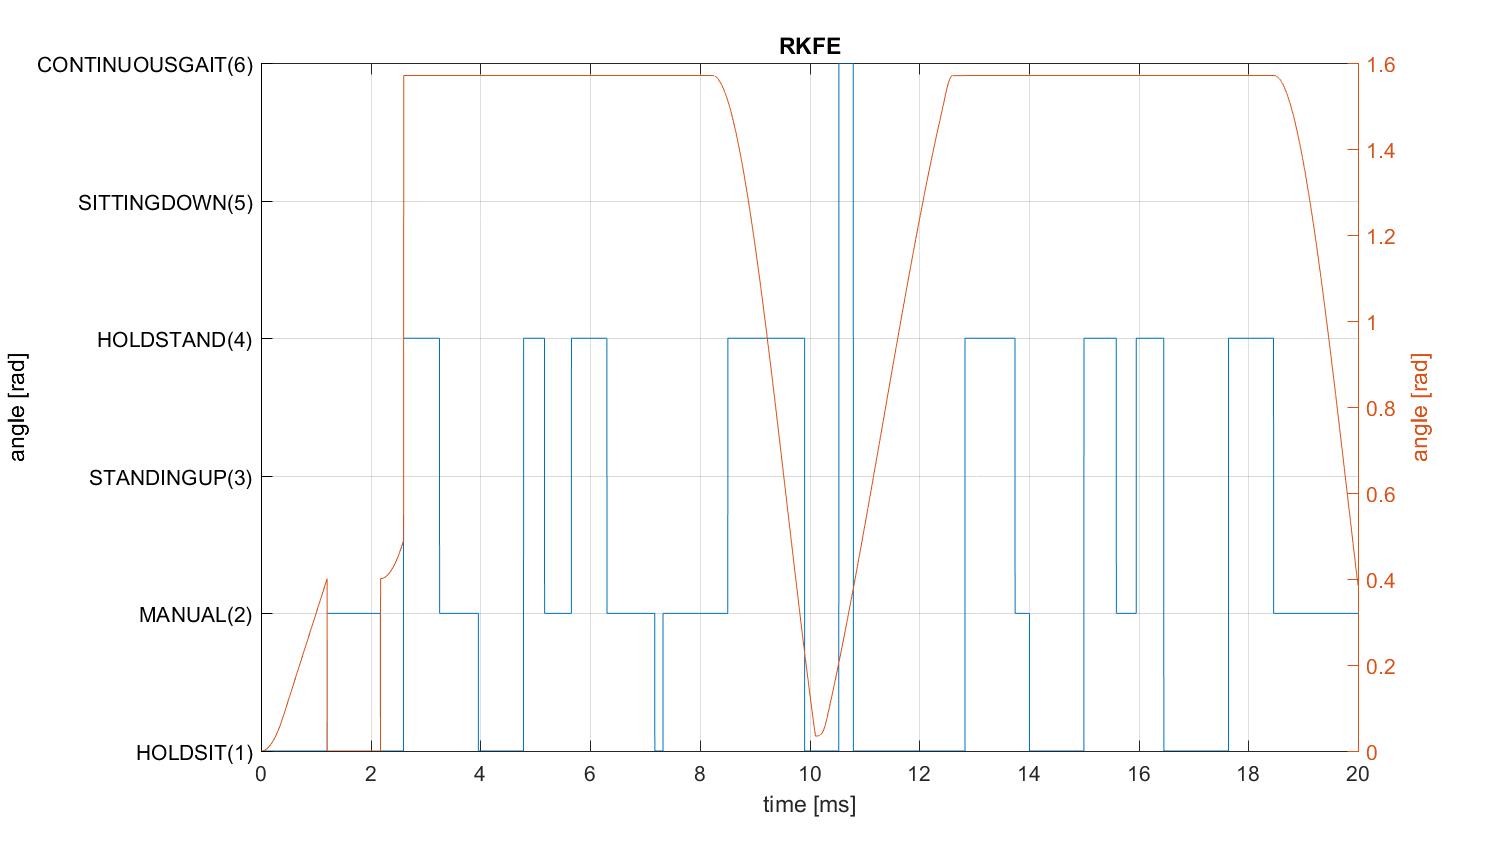 RKFE
CONTINUOUSGAIT(6)
SITTINGDOWN(5)
HOLDSTAND(4)
STANDINGUP(3)
MANUAL(2)
HOLDSIT(1)
angle [rad]
1.6
1.4
1.2
1
0.8
0.6
0.4
0.2
0
angle [rad]
0 2 4 6 8 10 12 14 16 18 20
time [ms]